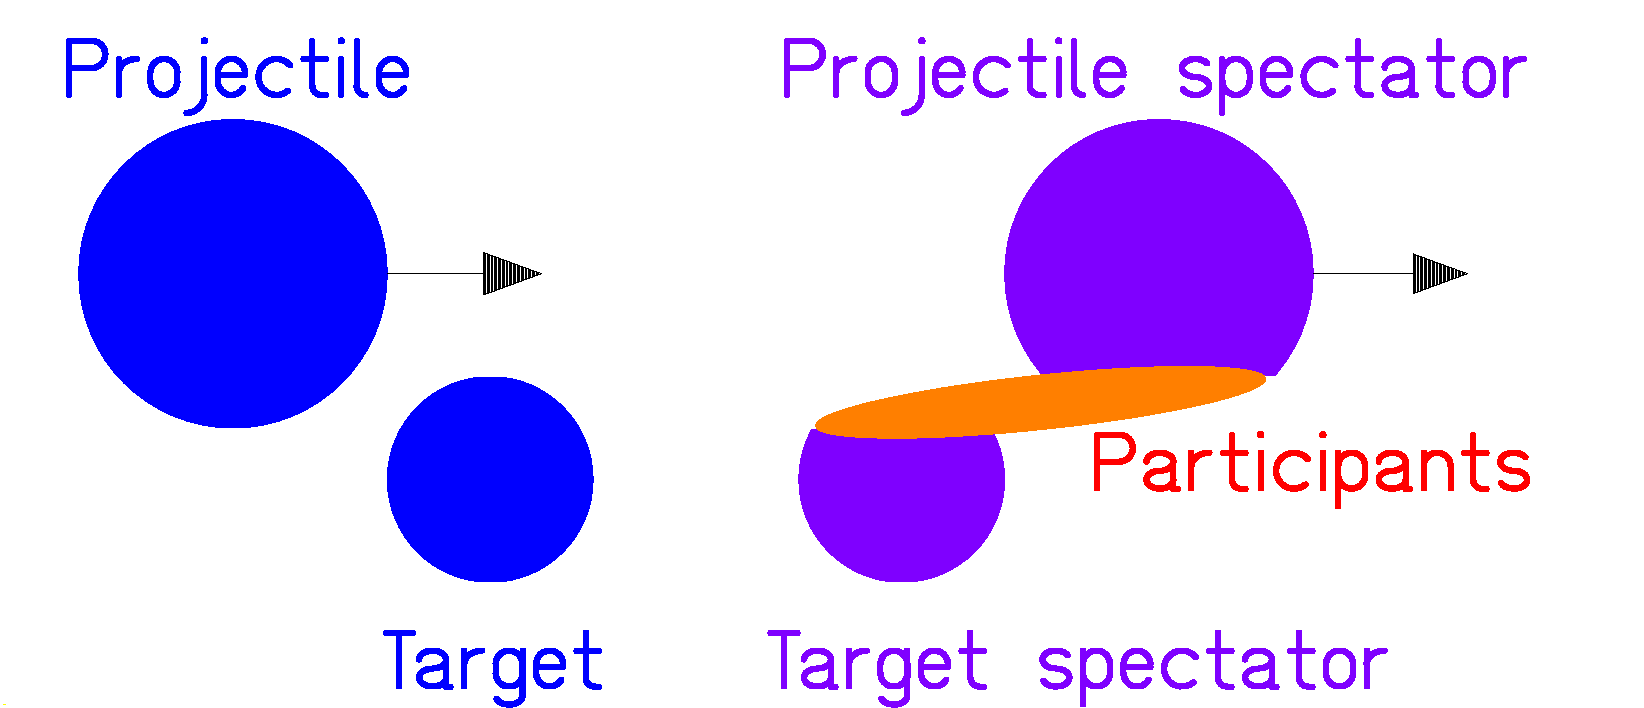 Projectile
Projectile spectator
Participants
Target
Target spectator